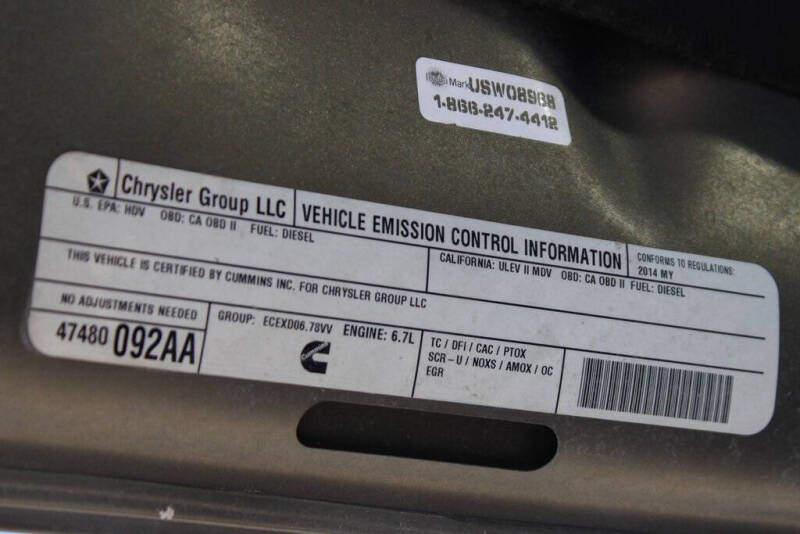 Mark USW08968
1-866-247-4412
Chrysler Group LLC
VEHICLE EMISSION CONTROL INFORMATION
CONFORMS TO REGULATIONS:
2014 MY
U.S. EPA: HDV OBD: CA OBD II FUEL: DIESEL
CALIFORNIA: ULEV II MDV OBD: CA OBD II FUEL: DIESEL
THIS VEHICLE IS CERTIFIED BY CUMMINS INC. FOR CHRYSLER GROUP LLC
NO ADJUSTMENTS NEEDED
47480 092AA
GROUP: ECEXD06.78VV ENGINE: 6.7L
TC / DFI / CAC / PTOX
SCR-U / NOXS / AMOX / OC
EGR